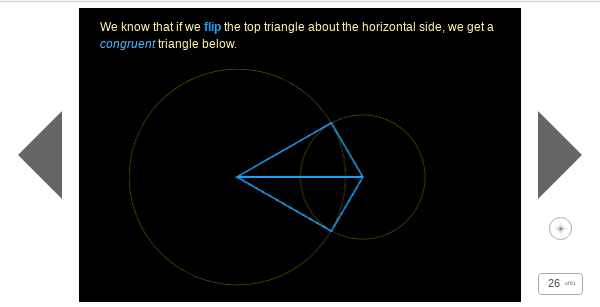 We know that if we flip the top triangle about the horizontal side, we get a
congruent triangle below.
26 of 81